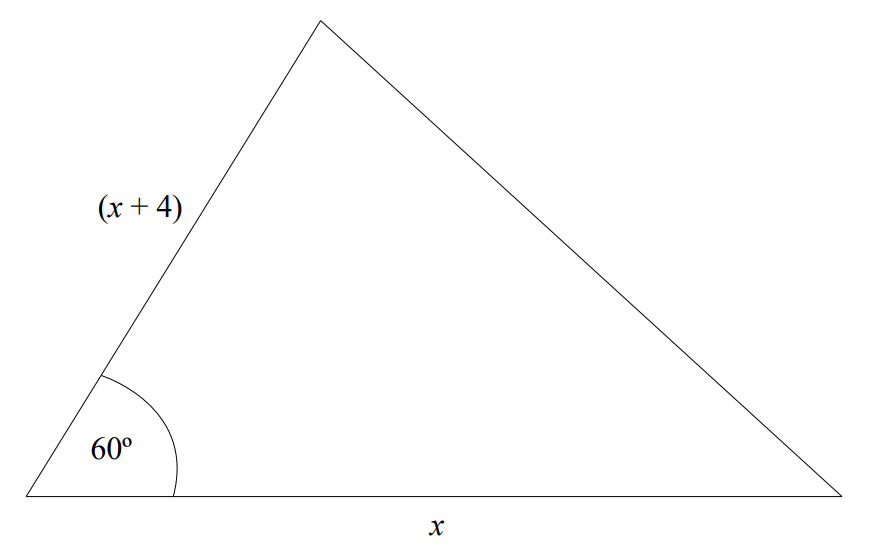 (x + 4)
60º
x